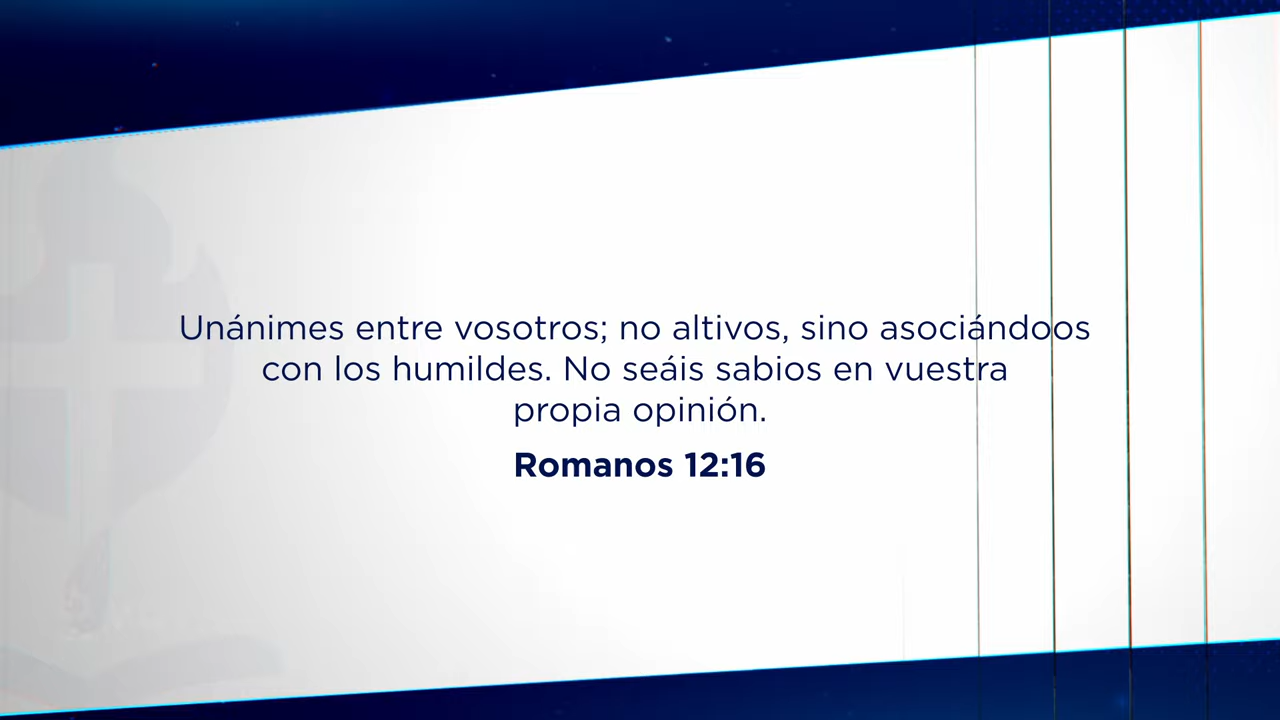 Unánimes entre vosotros; no altivos, sino asociándoos
con los humildes. No seáis sabios en vuestra
propia opinión.
Romanos 12:16